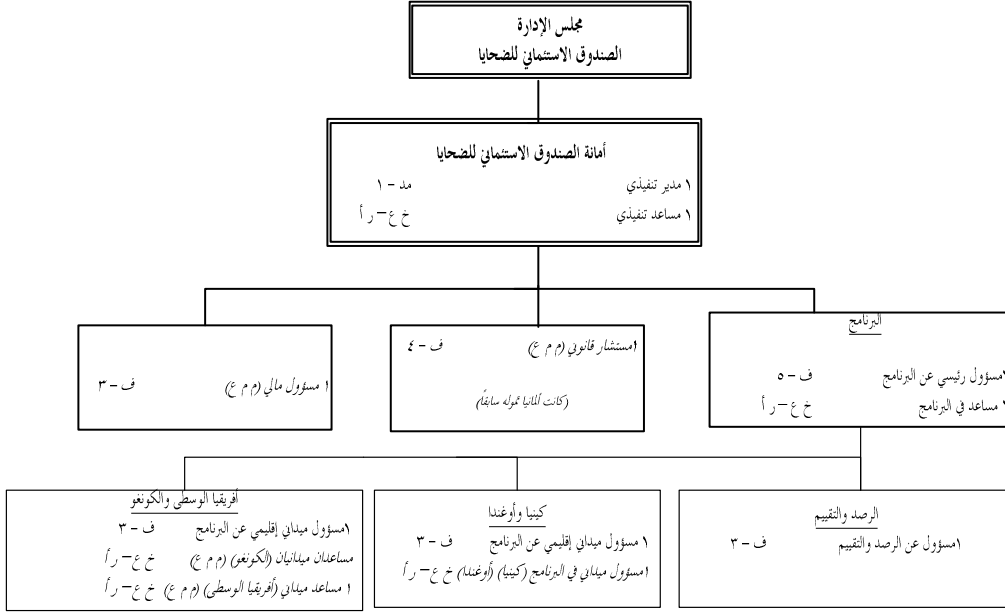 مجلس الإدارة
الصندوق الاستئماني للضحايا
أمانة الصندوق الاستئماني للضحايا
١ مدير تنفيذي مد - ١
١ مساعد تنفيذي خ ع – ر أ
البرنامج
١مسؤول رئيسي عن البرنامج ف - ٥
١ مساعد في البرنامج خ ع – ر أ
١مستشار قانوني (م م ع) ف - ٤
(كانت ألمانيا تموله سابقاً)
١ مسؤول مالي (م م ع) ف - ٣
الرصد والتقييم
١مسؤول عن الرصد والتقييم ف - ٣
كينيا وأوغندا
١ مسؤول ميداني إقليمي عن البرنامج ف - ٣
١مسؤول ميداني في البرنامج (كينيا) (أوغندا) خ ع – ر أ
أفريقيا الوسطى والكونغو
١مسؤول ميداني إقليمي عن البرنامج ف - ٣
مساعدان ميدانيان (الكونغو) (م م ع) خ ع – ر أ
١ مساعد ميداني (أفريقيا الوسطى) (م م ع) خ ع – ر أ